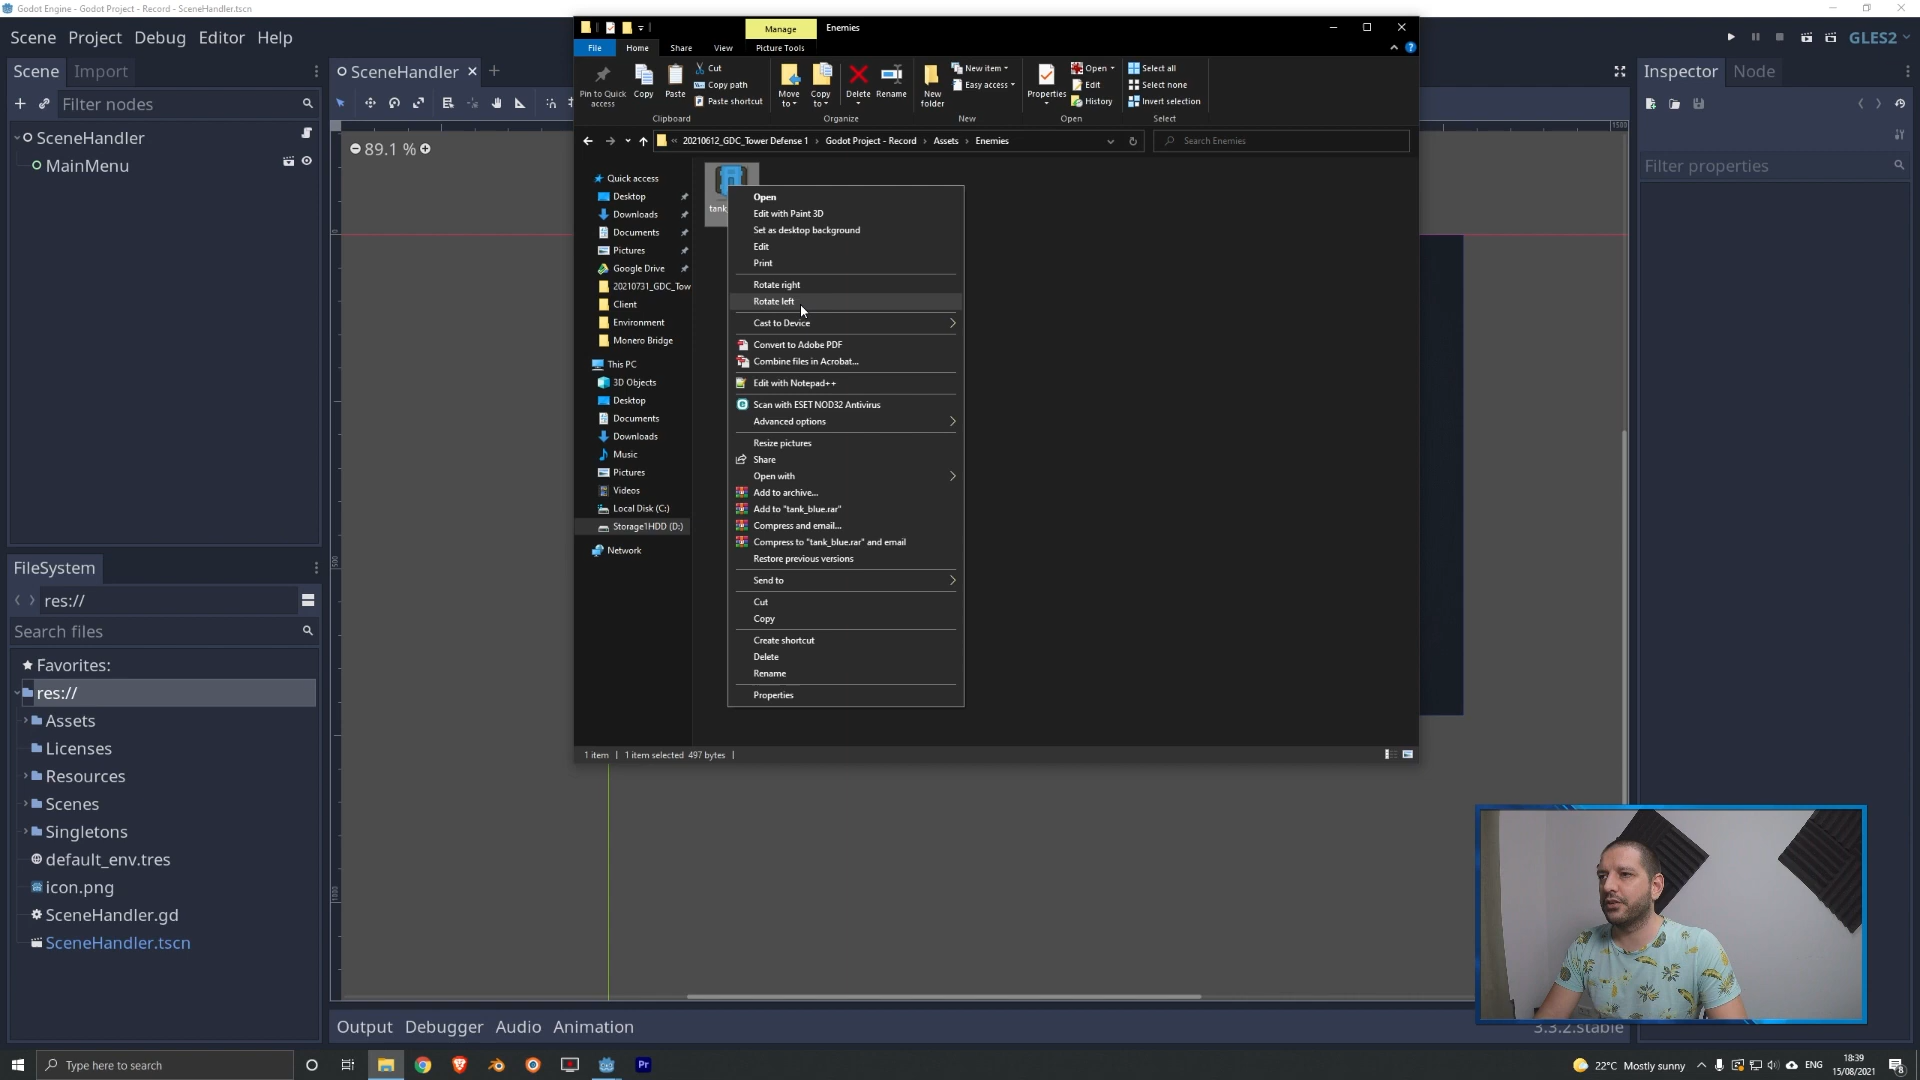 Godot Engine - Godot Project - Record - SceneHandler.tscn
Scene Project Debug Editor Help
GLES2
Scene Import
Filter nodes
SceneHandler
MainMenu
SceneHandler
89.1 %
1500
500
1000
Manage
Enemies
File Home Share View Picture Tools
Pin to Quick access
Copy
Paste
Cut
Copy path
Paste shortcut
Clipboard
Move to
Copy to
Delete
Rename
Organize
New folder
New item
Easy access
New
Properties
Open
Edit
History
Open
Select all
Select none
Invert selection
Select
« 20210612_GDC_Tower Defense 1 › Godot Project - Record › Assets › Enemies
Search Enemies
Quick access
Desktop
Downloads
Documents
Pictures
Google Drive
20210731_GDC_Tow
Client
Environment
Monero Bridge
This PC
3D Objects
Desktop
Documents
Downloads
Music
Pictures
Videos
Local Disk (C:)
Storage1HDD (D:)
Network
tank
Open
Edit with Paint 3D
Set as desktop background
Edit
Print
Rotate right
Rotate left
Cast to Device
Convert to Adobe PDF
Combine files in Acrobat...
Edit with Notepad++
Scan with ESET NOD32 Antivirus
Advanced options
Resize pictures
Share
Open with
Add to archive...
Add to "tank_blue.rar"
Compress and email...
Compress to "tank_blue.rar" and email
Restore previous versions
Send to
Cut
Copy
Create shortcut
Delete
Rename
Properties
1 item 1 item selected 497 bytes
Inspector Node
Filter properties
FileSystem
res://
Search files
Favorites:
res://
Assets
Licenses
Resources
Scenes
Singletons
default_env.tres
icon.png
SceneHandler.gd
SceneHandler.tscn
Output Debugger Audio Animation
3.3.2.stable
Type here to search
Pr
22°C Mostly sunny
ENG
18:39
15/08/2021
8